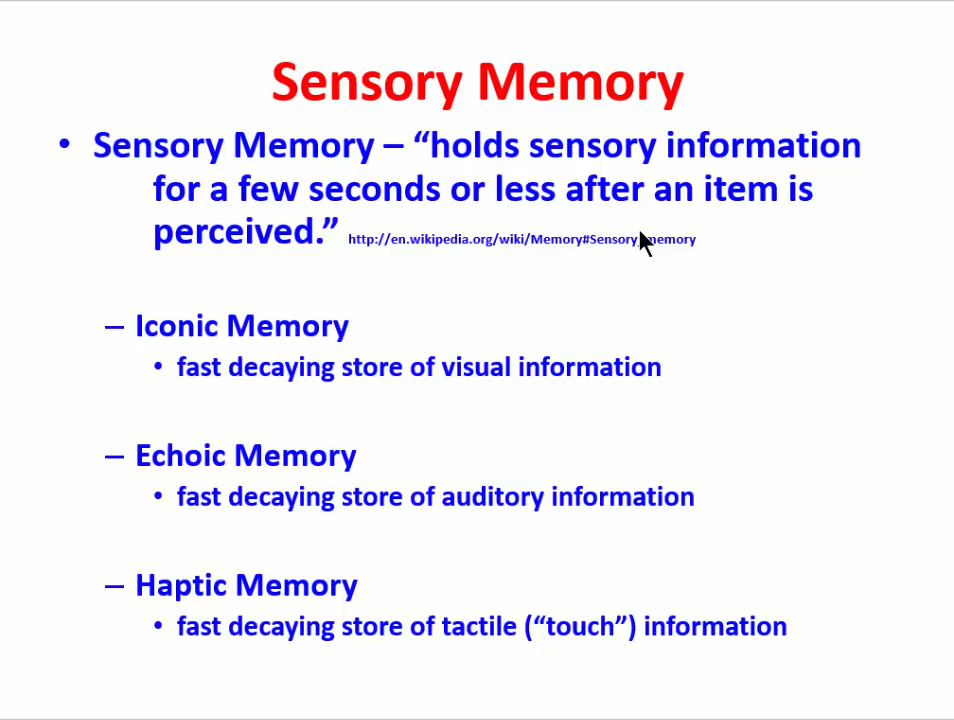 Sensory Memory
• Sensory Memory – “holds sensory information
for a few seconds or less after an item is
perceived.” http://en.wikipedia.org/wiki/Memory#Sensory_memory
– Iconic Memory
• fast decaying store of visual information
– Echoic Memory
• fast decaying store of auditory information
– Haptic Memory
• fast decaying store of tactile (“touch”) information